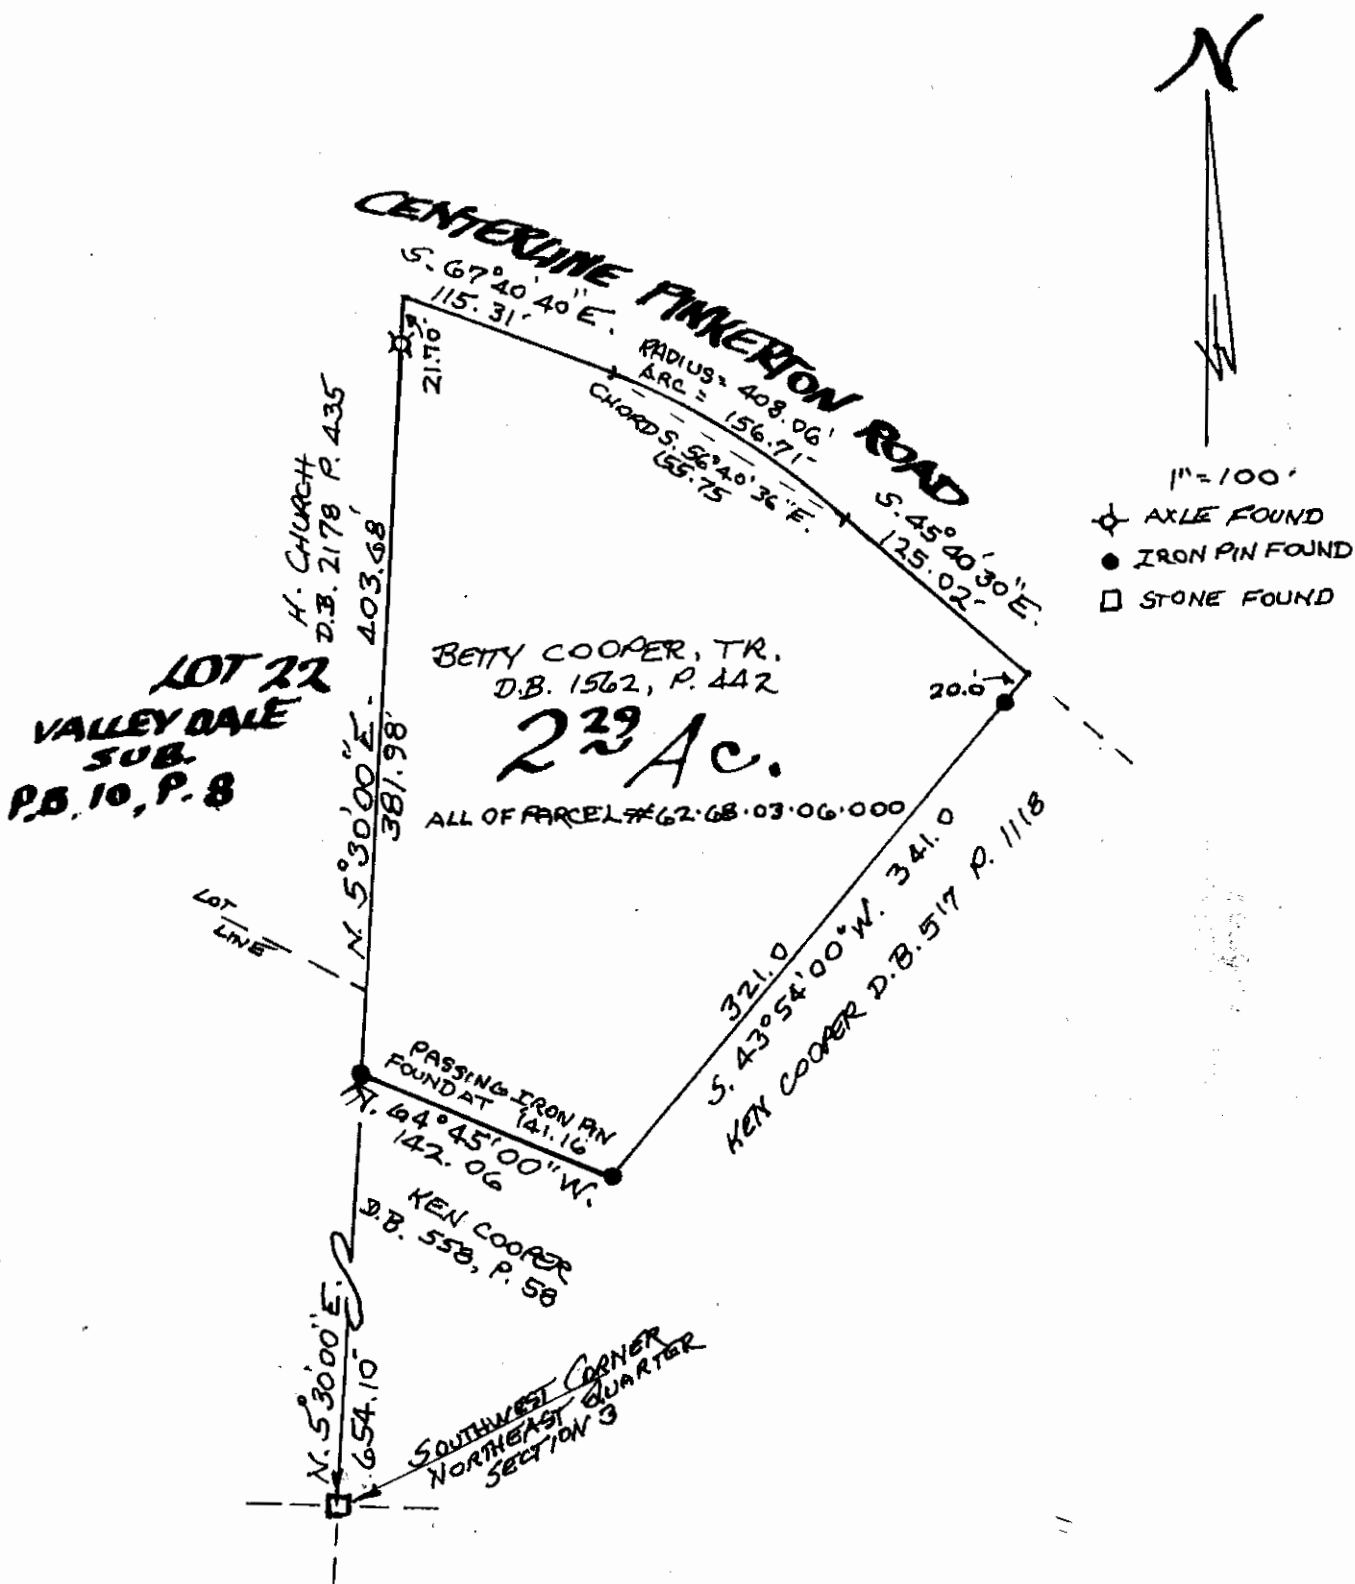 N
CENTERLINE PINKERTON ROAD
S. 67°40'40"E.
115.31'
21.70'
RADIUS = 408.06'
ARC = 156.71'
CHORD S. 56°40'36"E.
155.75
S. 45°40'30"E.
125.02'
1"=100'
AXLE FOUND
IRON PIN FOUND
STONE FOUND
H. CHURCH
D.B. 2178 P. 435
N. 5°30'00"E. - 403.68'
381.98'
LOT 22
VALLEY DALE
SUB.
P.B. 10, P. 8
BETTY COOPER, TR.
D.B. 1562, P. 442
2 29 Ac.
ALL OF PARCEL #62.68.03.06.000
20.0'
LOT
LINE
321.0
S. 43°54'00"W. 341.0
KEN COOPER D.B. 517 P. 1118
PASSING IRON PIN
FOUND AT 141.16
N. 64°45'00"W.
142.06
KEN COOPER
D.B. 558, P. 58
N. 5°30'00"E.
654.10'
SOUTHWEST CORNER
NORTHEAST QUARTER
SECTION 3